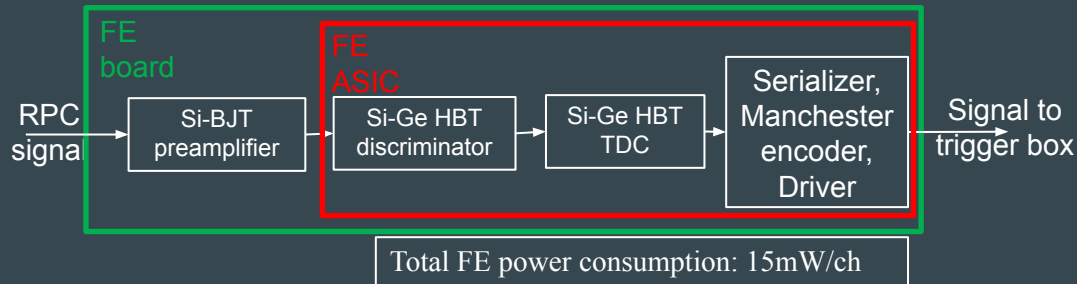 FE
board
FE
ASIC
RPC
signal
Si-BJT
preamplifier
Si-Ge HBT
discriminator
Si-Ge HBT
TDC
Serializer,
Manchester
encoder,
Driver
Signal to
trigger box
Total FE power consumption: 15mW/ch